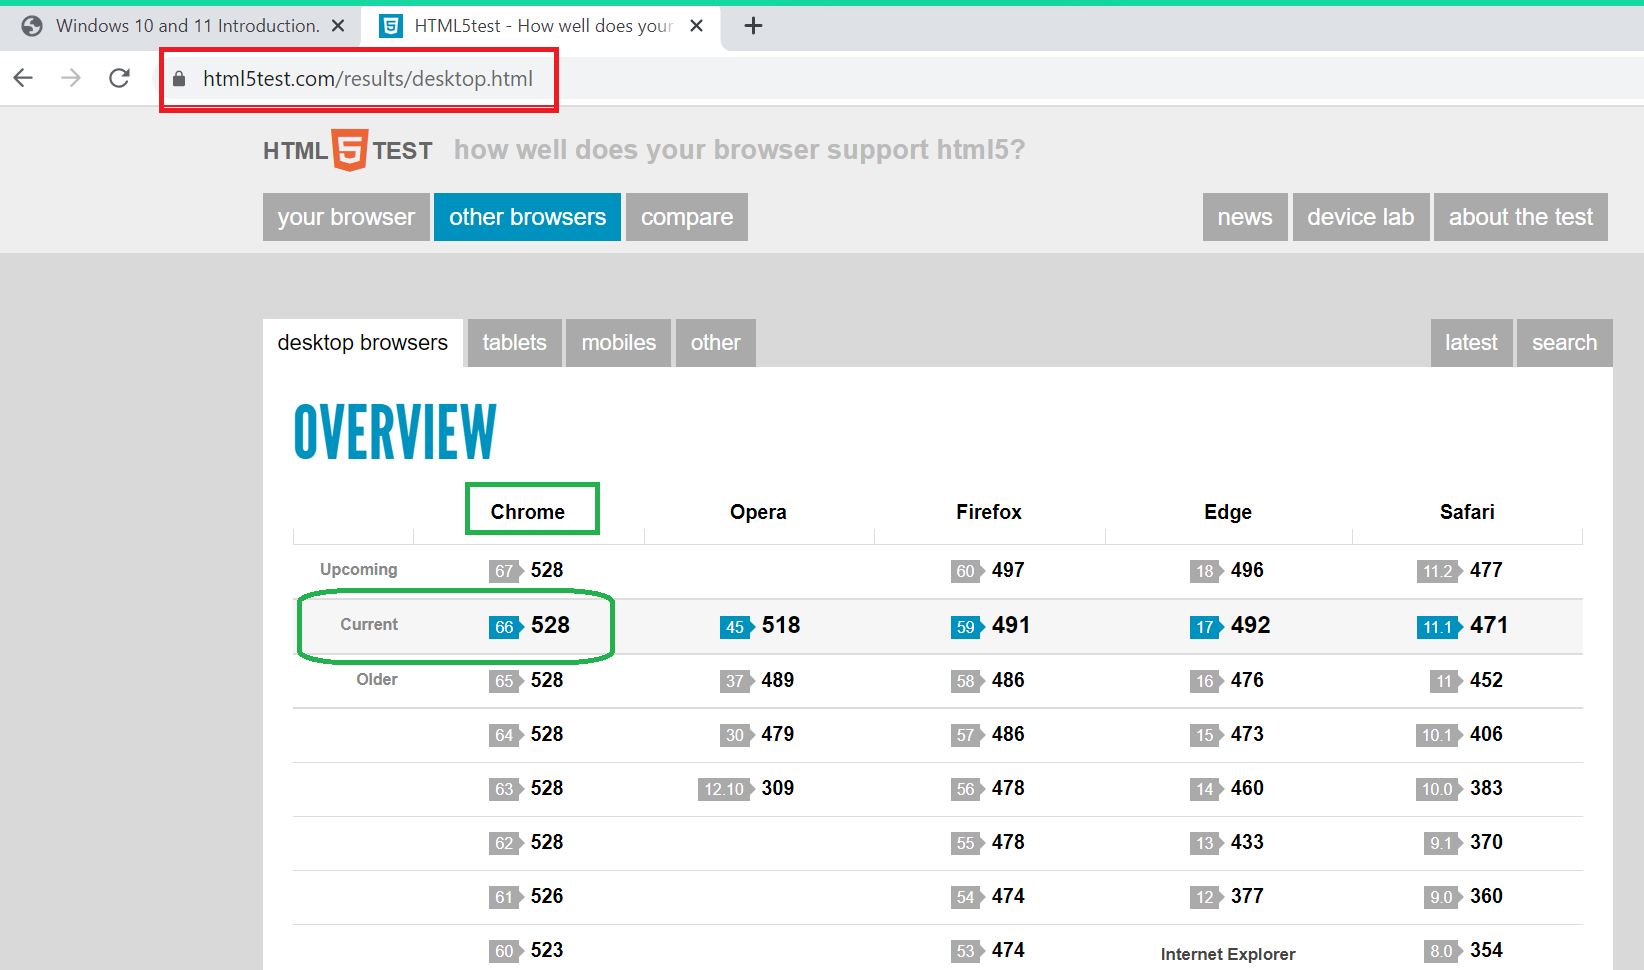 Windows 10 and 11 Introduction.
HTML5test - How well does your
html5test.com/results/desktop.html
HTML 5 TEST how well does your browser support html5?
your browser other browsers compare news device lab about the test
desktop browsers tablets mobiles other latest search
OVERVIEW
Chrome Opera Firefox Edge Safari
Upcoming 67 528 60 497 18 496 11.2 477
Current 66 528 45 518 59 491 17 492 11.1 471
Older 65 528 37 489 58 486 16 476 11 452
64 528 30 479 57 486 15 473 10.1 406
63 528 12.10 309 56 478 14 460 10.0 383
62 528 55 478 13 433 9.1 370
61 526 54 474 12 377 9.0 360
60 523 53 474 Internet Explorer 8.0 354